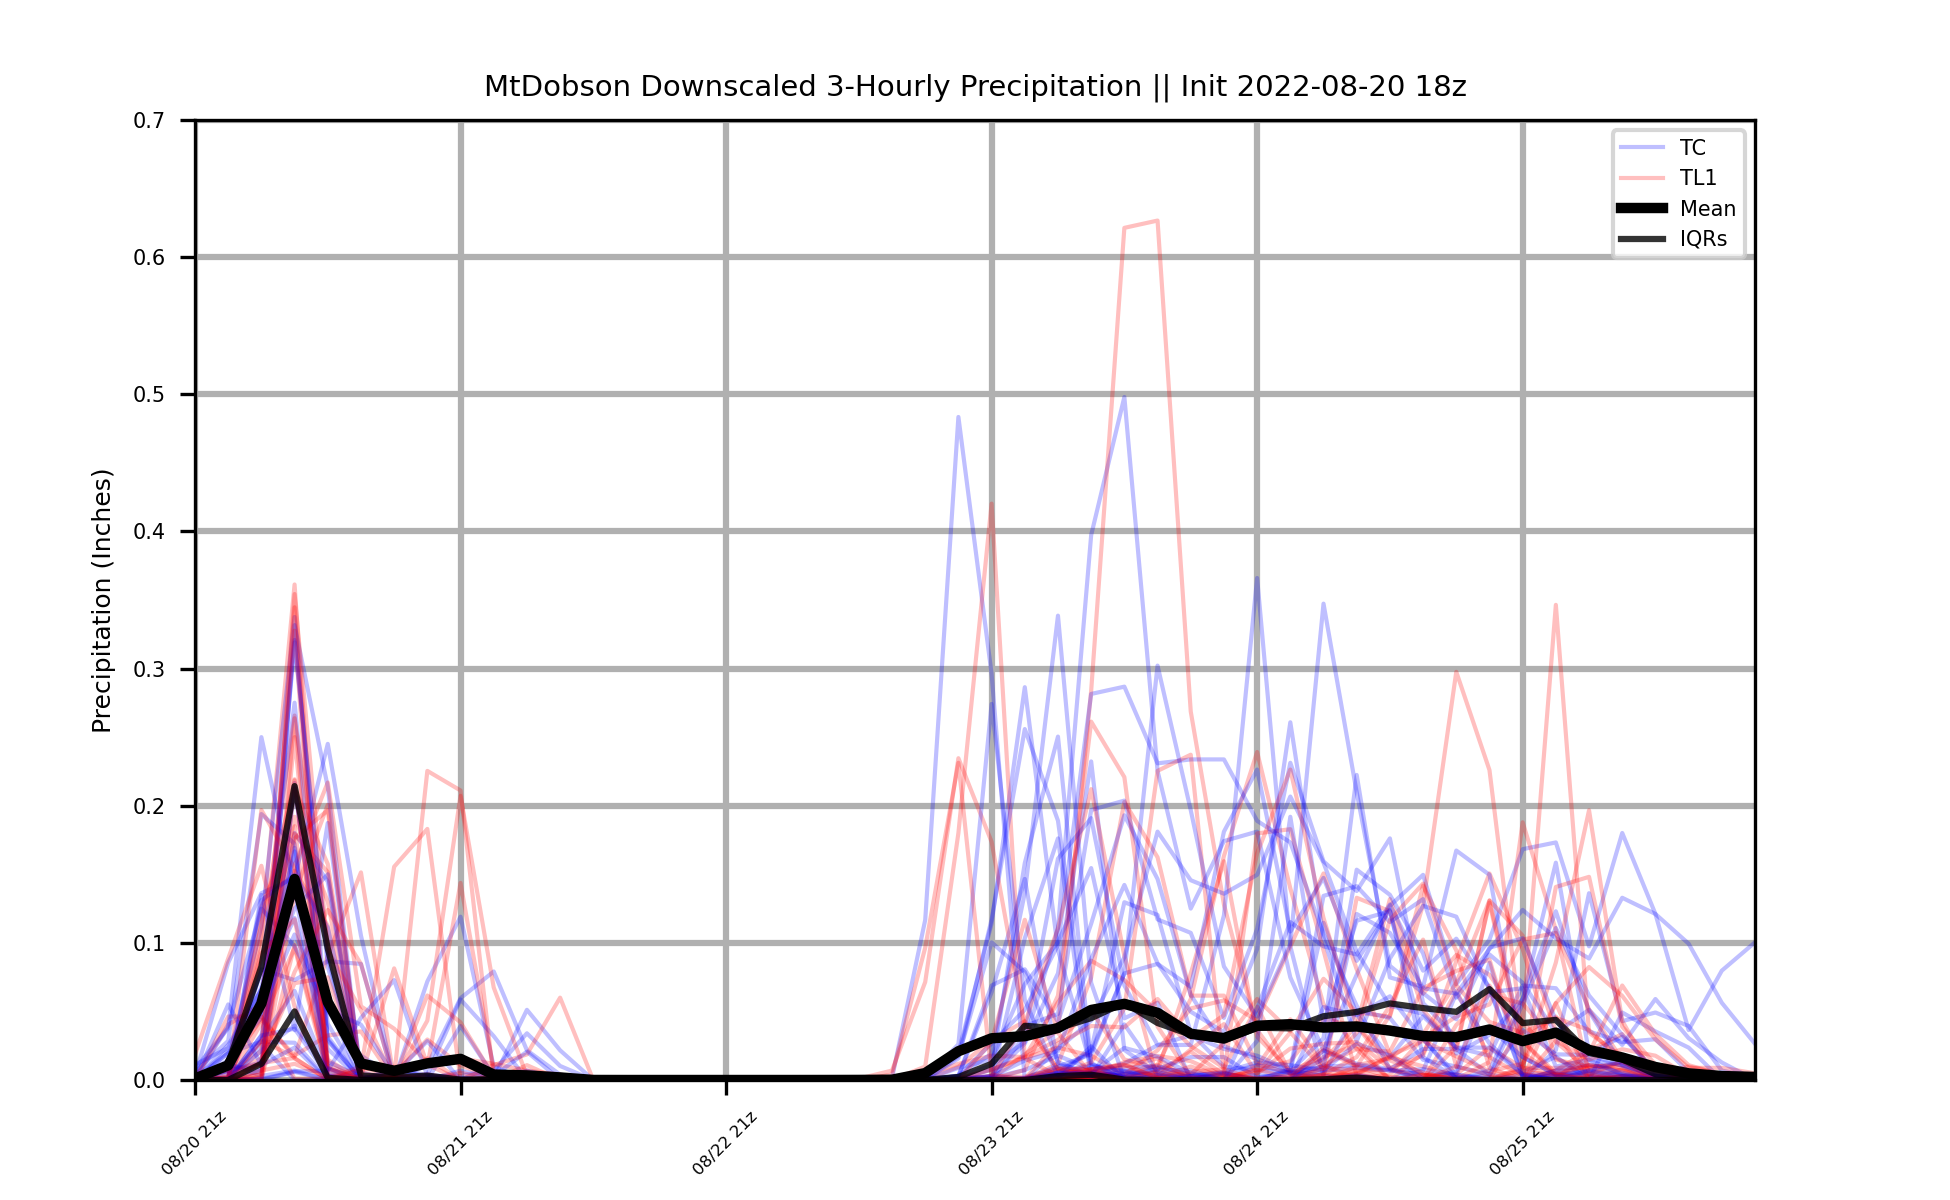 MtDobson Downscaled 3-Hourly Precipitation || Init 2022-08-20 18z
TC
TL1
Mean
IQRs
Precipitation (Inches)
0.7
0.6
0.5
0.4
0.3
0.2
0.1
0.0
08/20 21z
08/21 21z
08/22 21z
08/23 21z
08/24 21z
08/25 21z